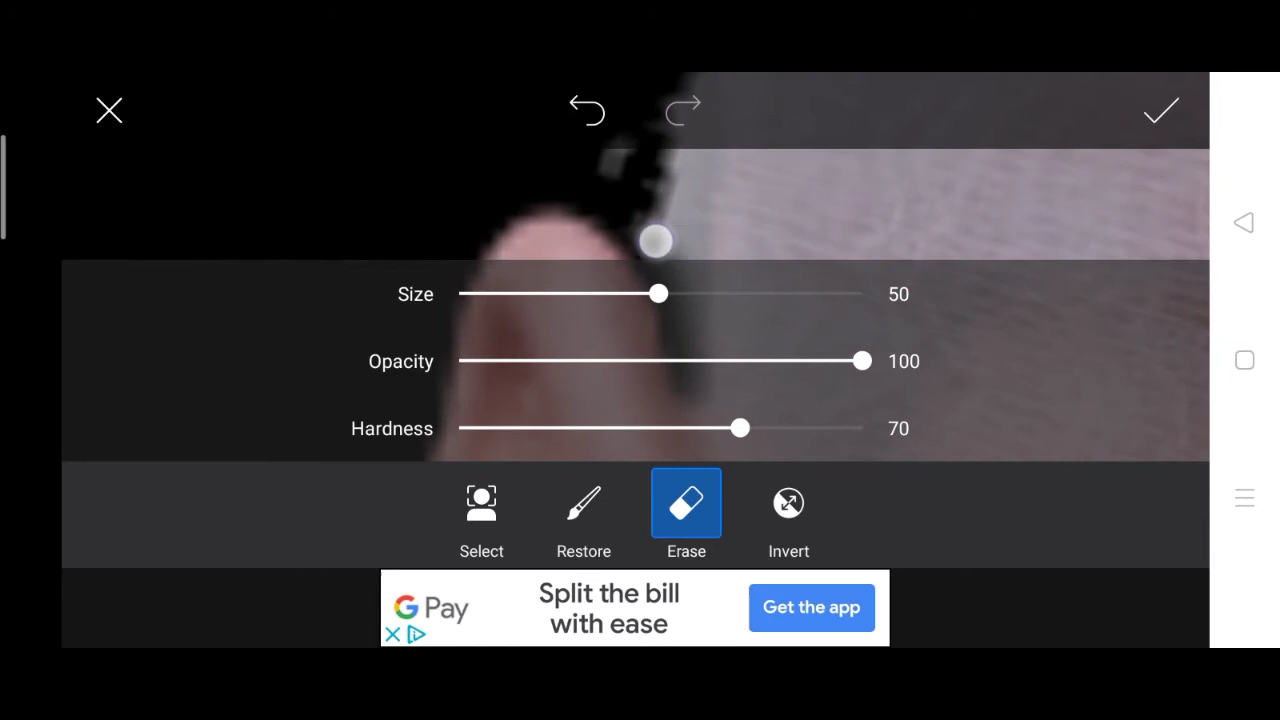 Size 50
Opacity 100
Hardness 70
Select Restore Erase Invert
G Pay
Split the bill
with ease
Get the app